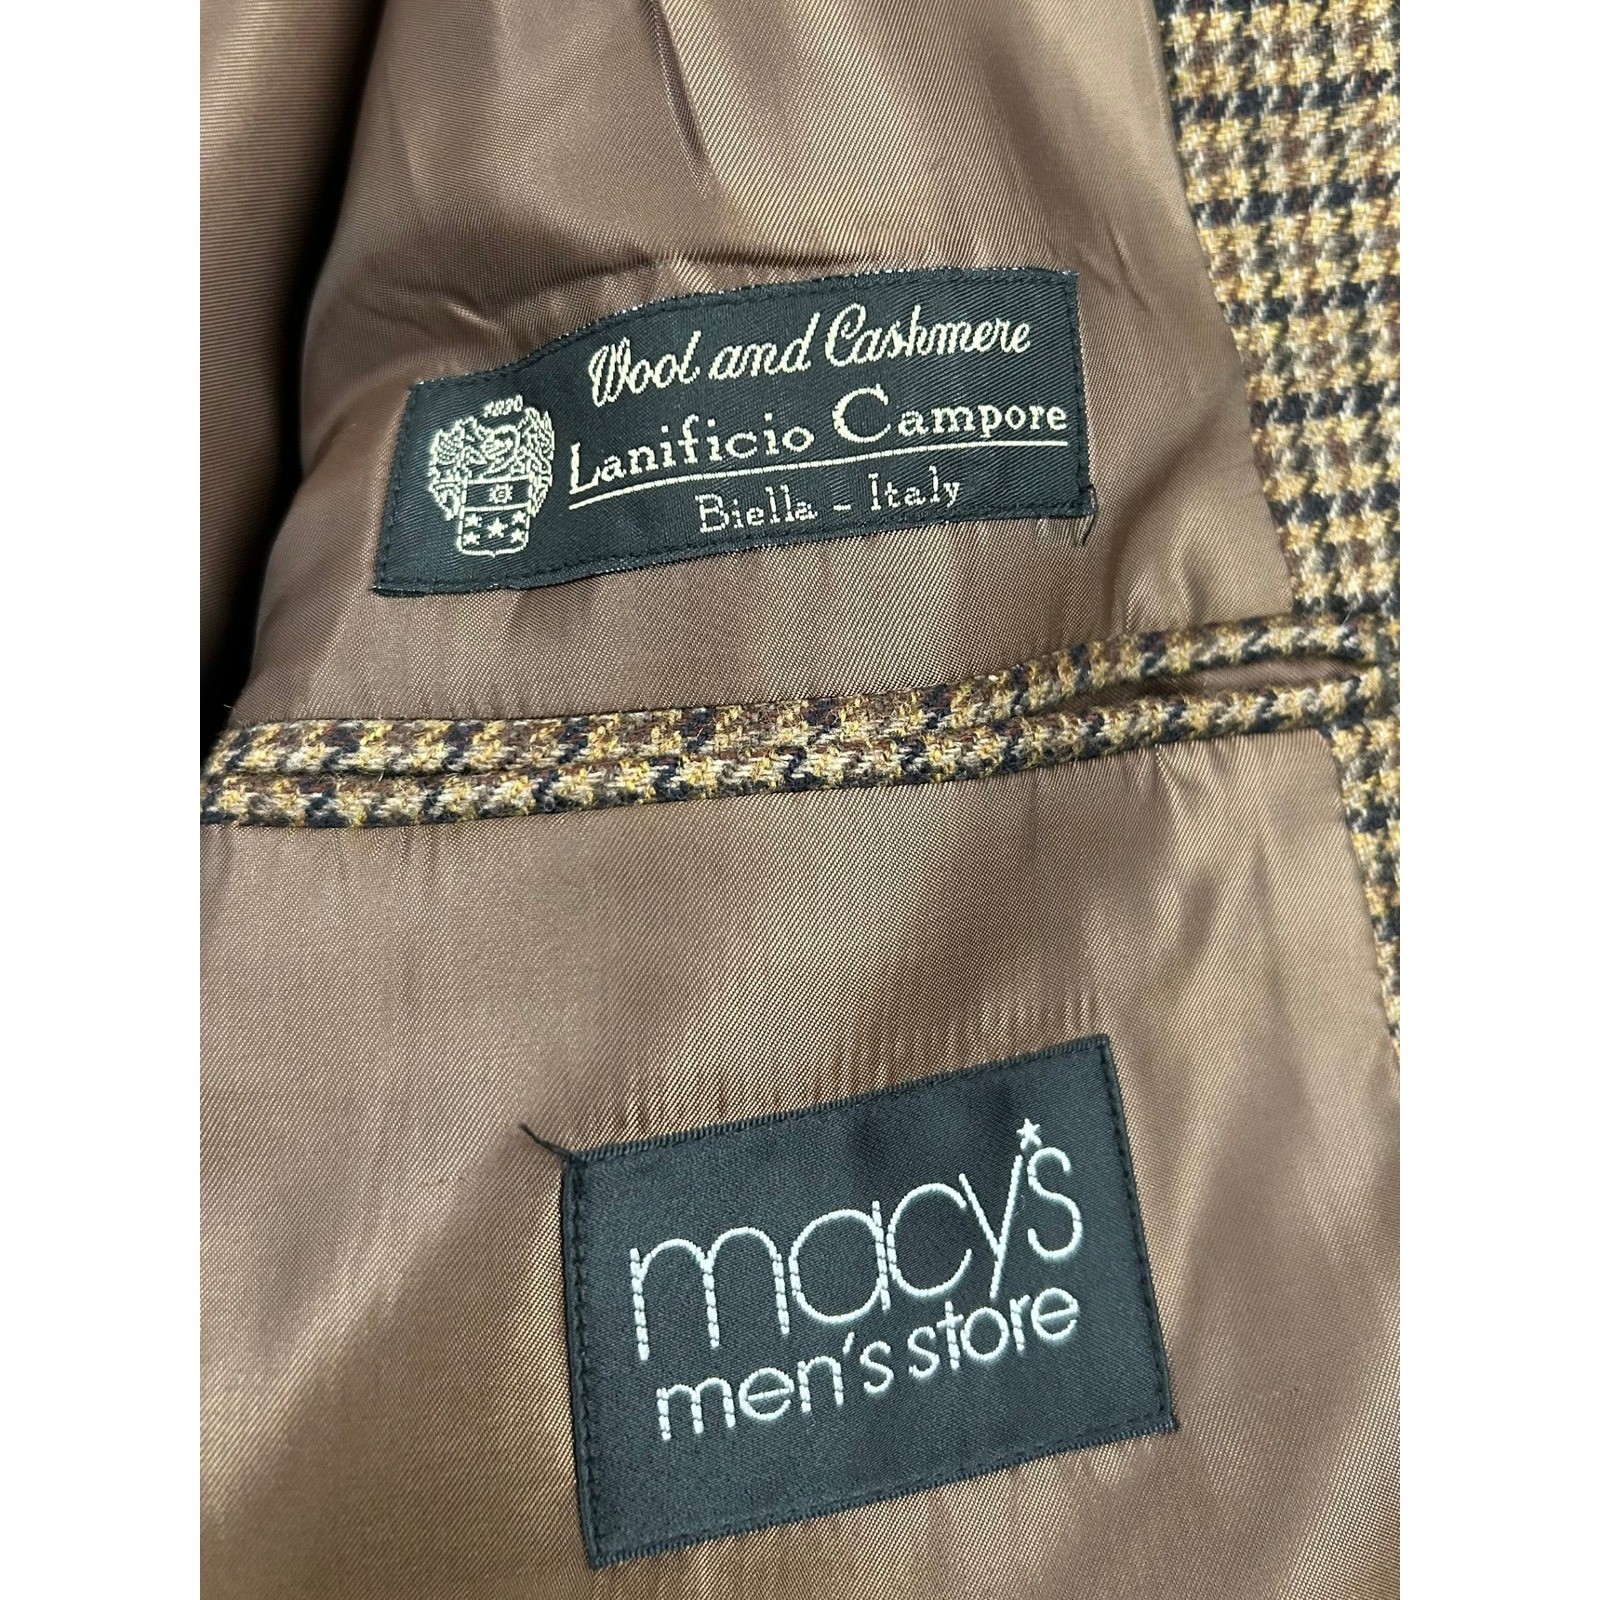 Wool and Cashmere
Lanificio Campore
Biella - Italy
macy's
men's store